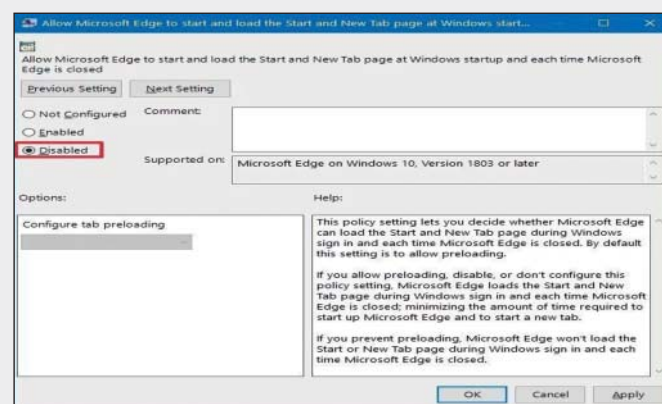 Allow Microsoft Edge to start and load the Start and New Tab page at Windows start...
Allow Microsoft Edge to start and load the Start and New Tab page at Windows startup and each time Microsoft
Edge is closed
Previous Setting
Next Setting
Not Configured
Comment:
Enabled
Disabled
Supported on:
Microsoft Edge on Windows 10, Version 1803 or later
Options:
Help:
Configure tab preloading
This policy setting lets you decide whether Microsoft Edge
can load the Start and New Tab page during Windows
sign in and each time Microsoft Edge is closed. By default
this setting is to allow preloading.
If you allow preloading, disable, or don't configure this
policy setting, Microsoft Edge loads the Start and New
Tab page during Windows sign in and each time Microsoft
Edge is closed; minimizing the amount of time required to
start up Microsoft Edge and to start a new tab.
If you prevent preloading, Microsoft Edge won't load the
Start or New Tab page during Windows sign in and each
time Microsoft Edge is closed.
OK
Cancel
Apply